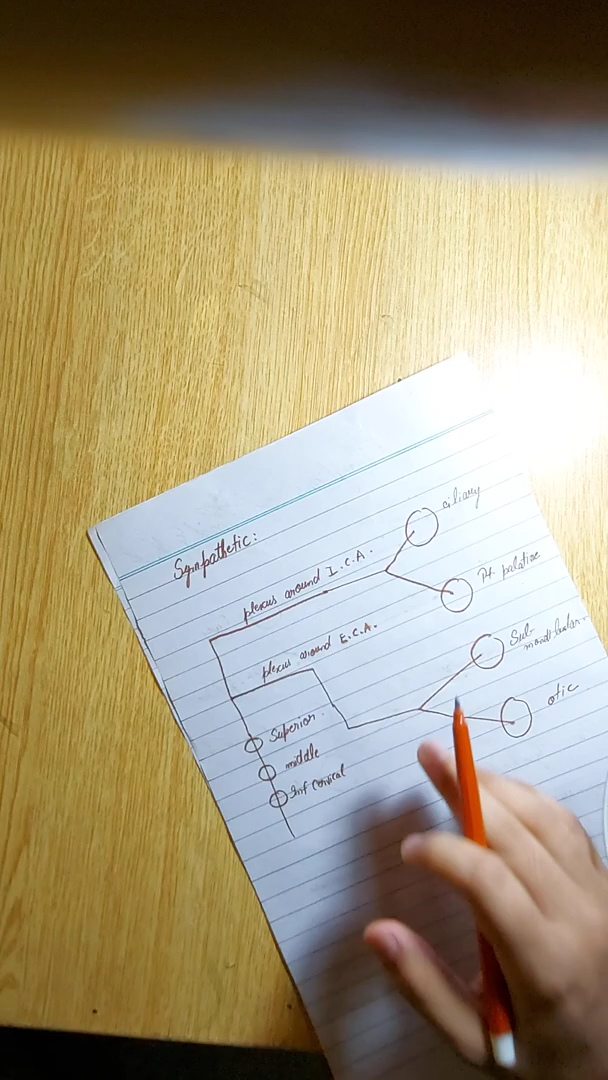 Sympathetic:
plexus around I.C.A.
ciliary
Pt. palatine
plexus around E.C.A.
Sub-
mandibular
otic
Superior
middle
Inf Cervical